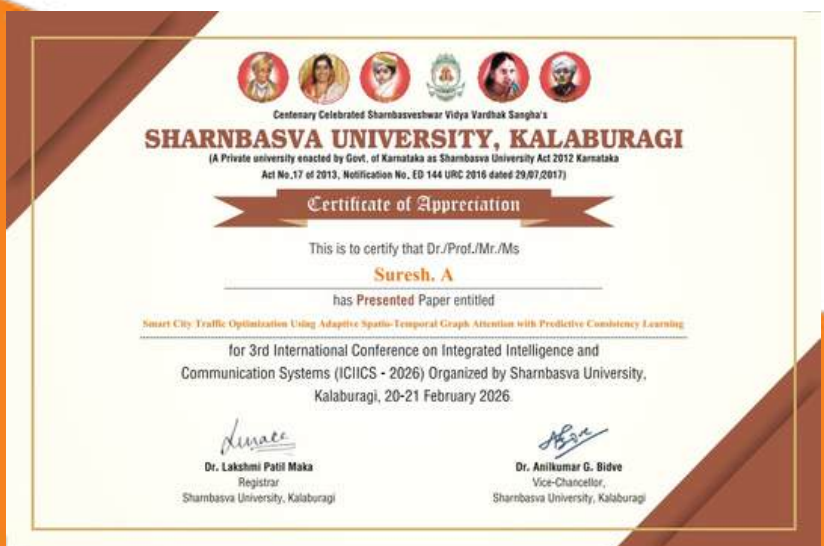 Centenary Celebrated Sharnbasveshwar Vidya Vardhak Sangha's
SHARNBASVA UNIVERSITY, KALABURAGI
(A Private university enacted by Govt. of Karnataka as Sharnbasva University Act 2012 Karnataka
Act No.17 of 2013, Notification No. ED 144 URC 2016 dated 29/07/2017)
Certificate of Appreciation
This is to certify that Dr./Prof./Mr./Ms
Suresh. A
has Presented Paper entitled
Smart City Traffic Optimization Using Adaptive Spatio-Temporal Graph Attention with Predictive Consistency Learning
for 3rd International Conference on Integrated Intelligence and
Communication Systems (ICIICS - 2026) Organized by Sharnbasva University,
Kalaburagi, 20-21 February 2026
Dr. Lakshmi Patil Maka
Registrar
Sharnbasva University, Kalaburagi
Dr. Anilkumar G. Bidve
Vice-Chancellor,
Sharnbasva University, Kalaburagi